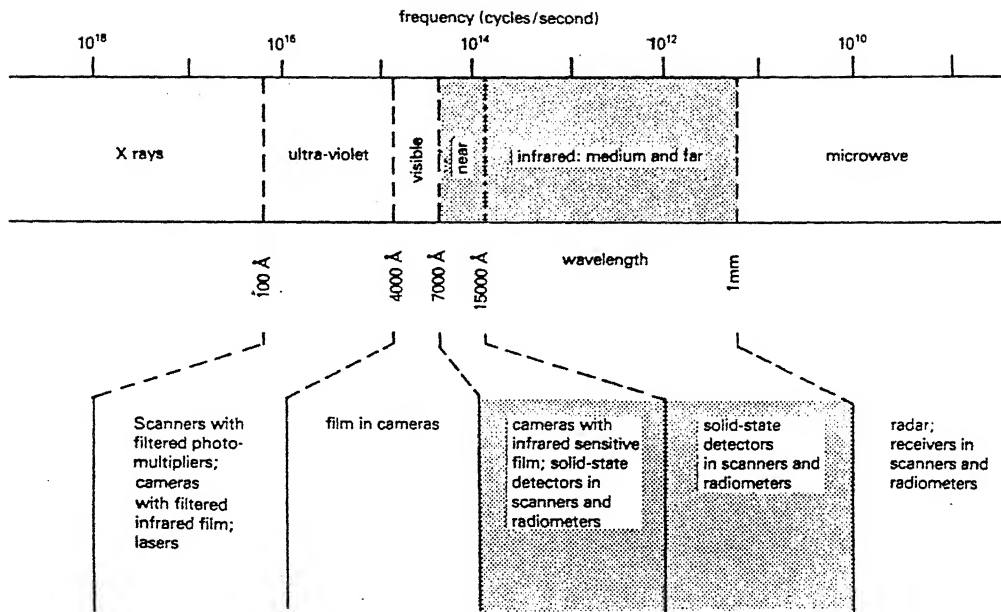 frequency (cycles/second)
10¹⁸ 10¹⁶ 10¹⁴ 10¹² 10¹⁰
X rays
ultra-violet
visible
near
infrared: medium and far
microwave
100 Å
4000 Å
7000 Å
15000 Å
wavelength
1mm
Scanners with
filtered photo-
multipliers;
cameras
with filtered
infrared film;
lasers
film in cameras
cameras with
infrared sensitive
film; solid-state
detectors in
scanners and
radiometers
solid-state
detectors
in scanners and
radiometers
radar;
receivers in
scanners and
radiometers